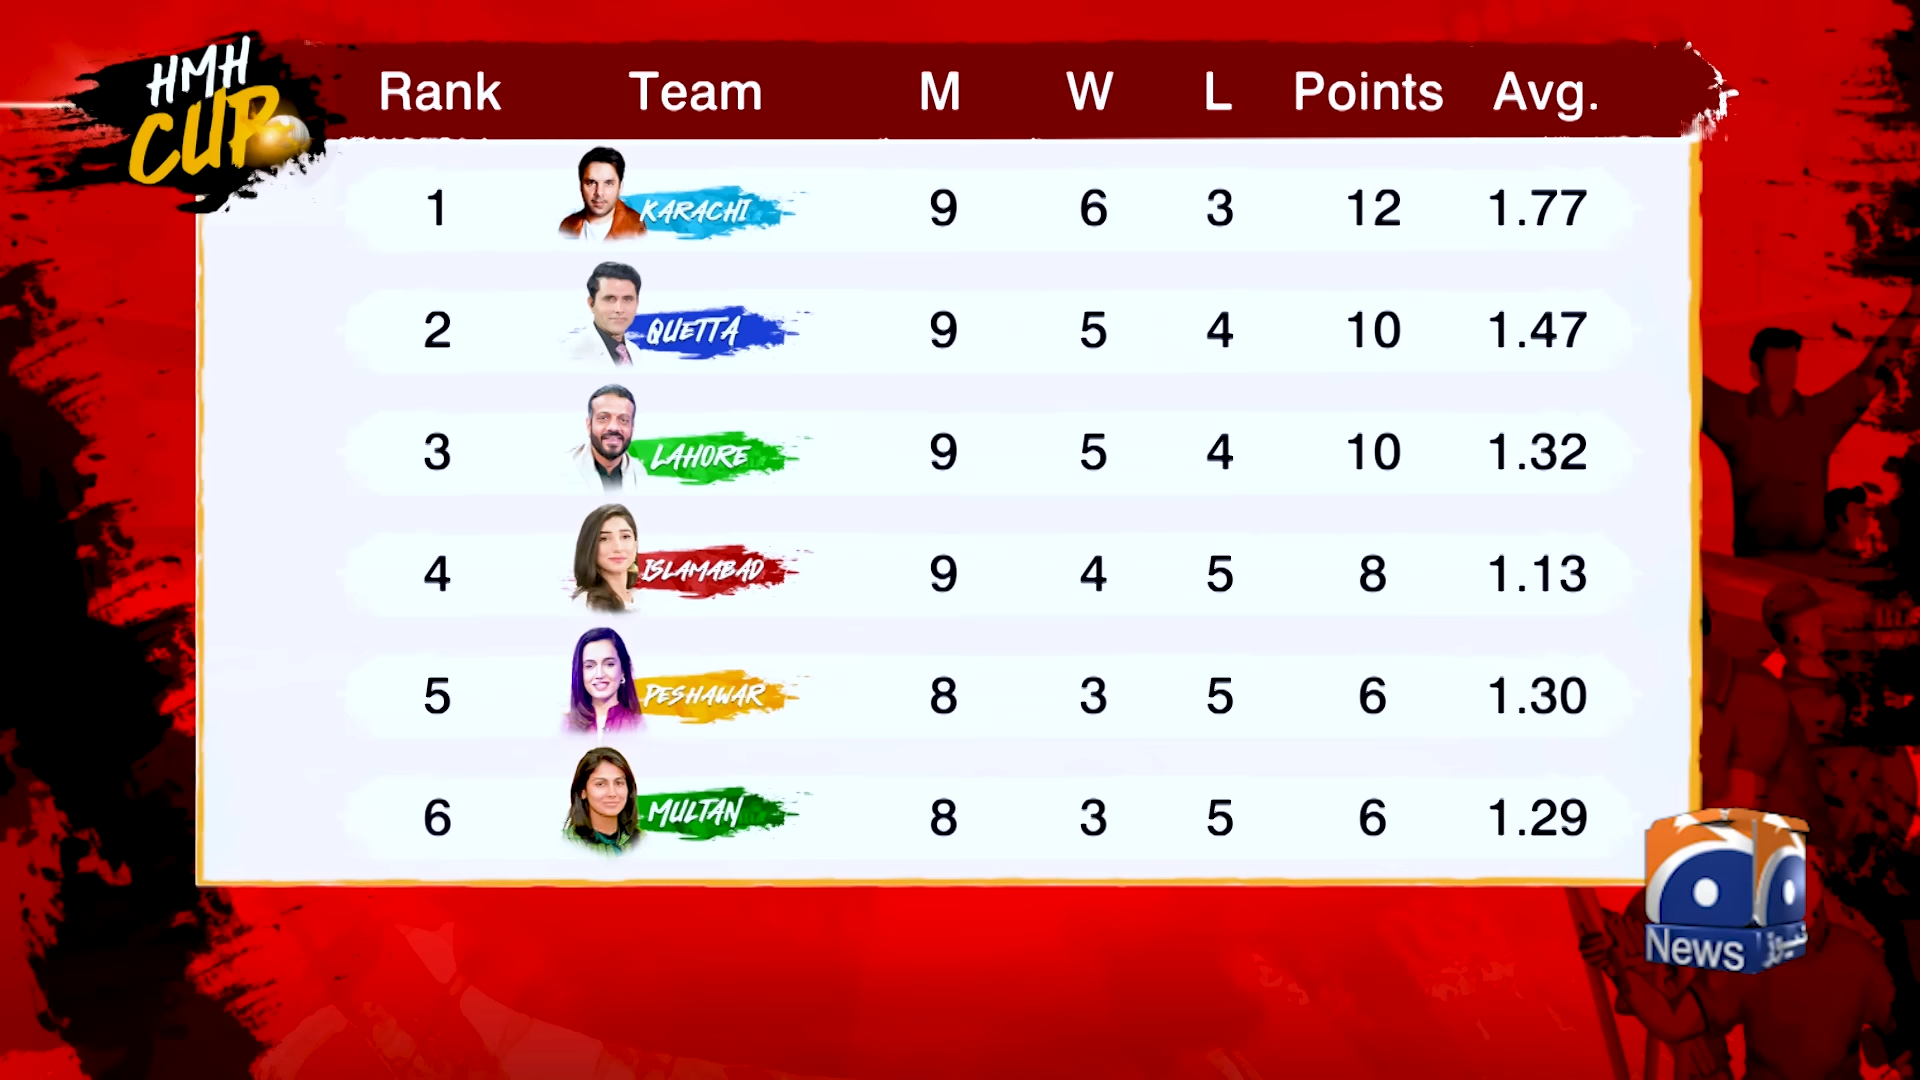 HMH
CUP
Rank Team M W L Points Avg.
1 KARACHI 9 6 3 12 1.77
2 QUETTA 9 5 4 10 1.47
3 LAHORE 9 5 4 10 1.32
4 ISLAMABAD 9 4 5 8 1.13
5 PESHAWAR 8 3 5 6 1.30
6 MULTAN 8 3 5 6 1.29
News نیوز